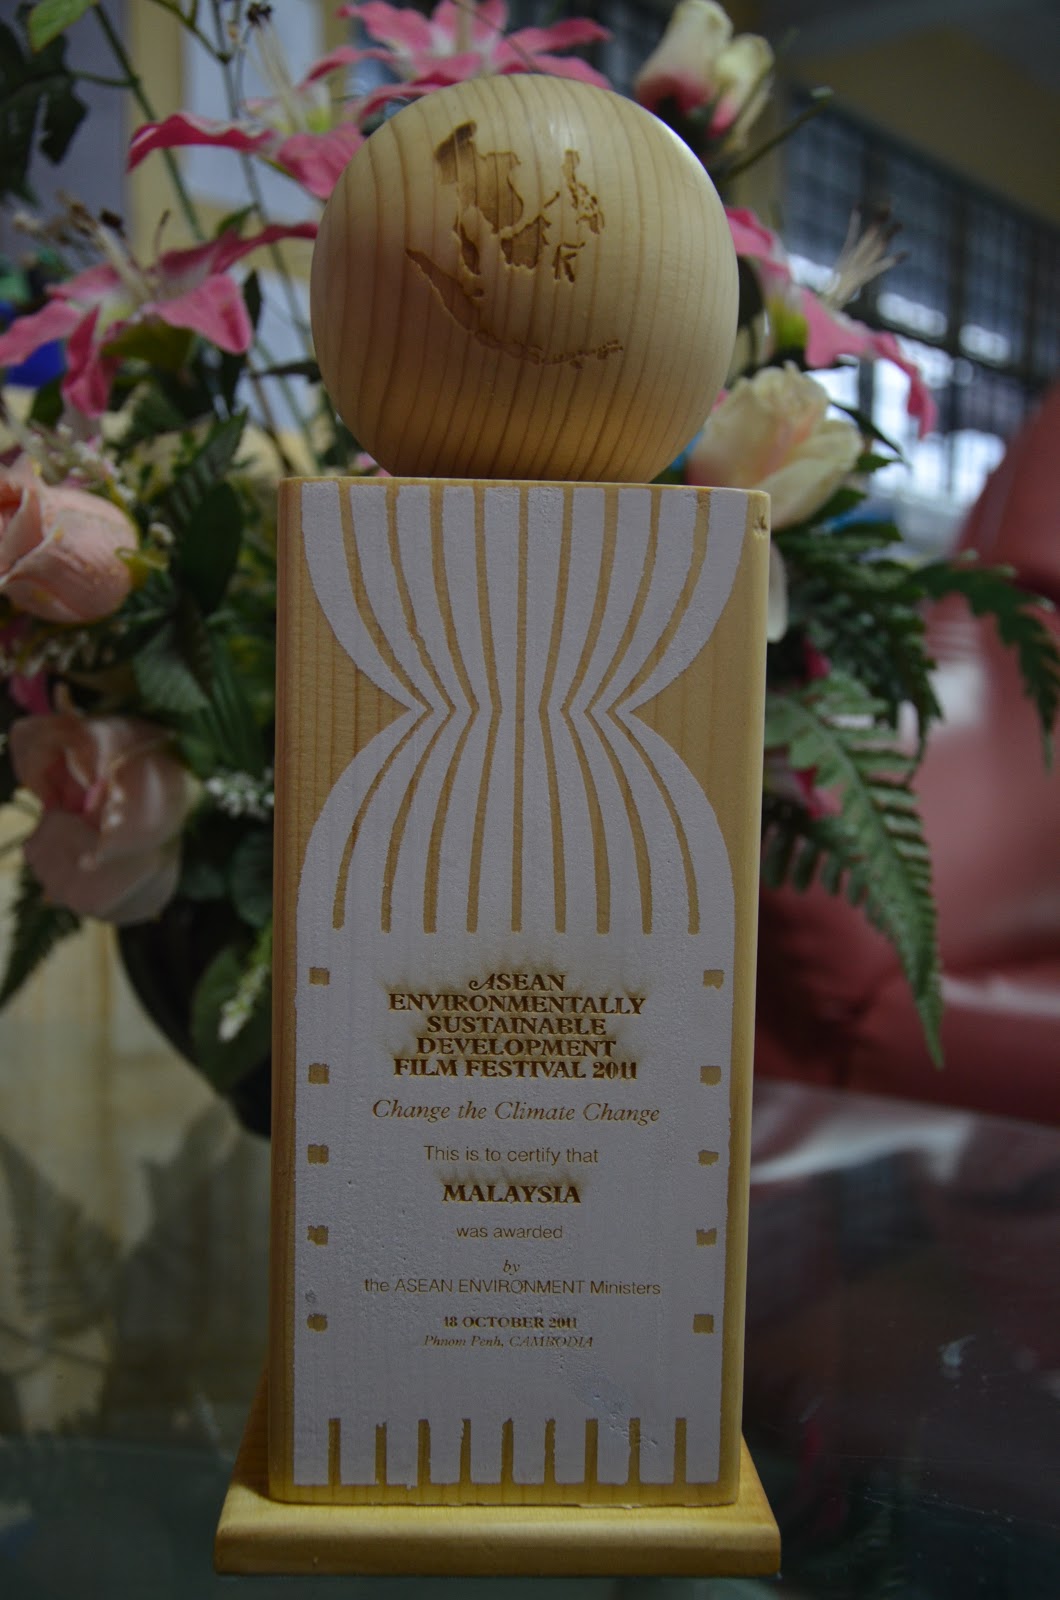 ASEAN
ENVIRONMENTALLY
SUSTAINABLE
DEVELOPMENT
FILM FESTIVAL 2011
Change the Climate Change
This is to certify that
MALAYSIA
was awarded
by
the ASEAN ENVIRONMENT Ministers
18 OCTOBER 2011
Phnom Penh, CAMBODIA